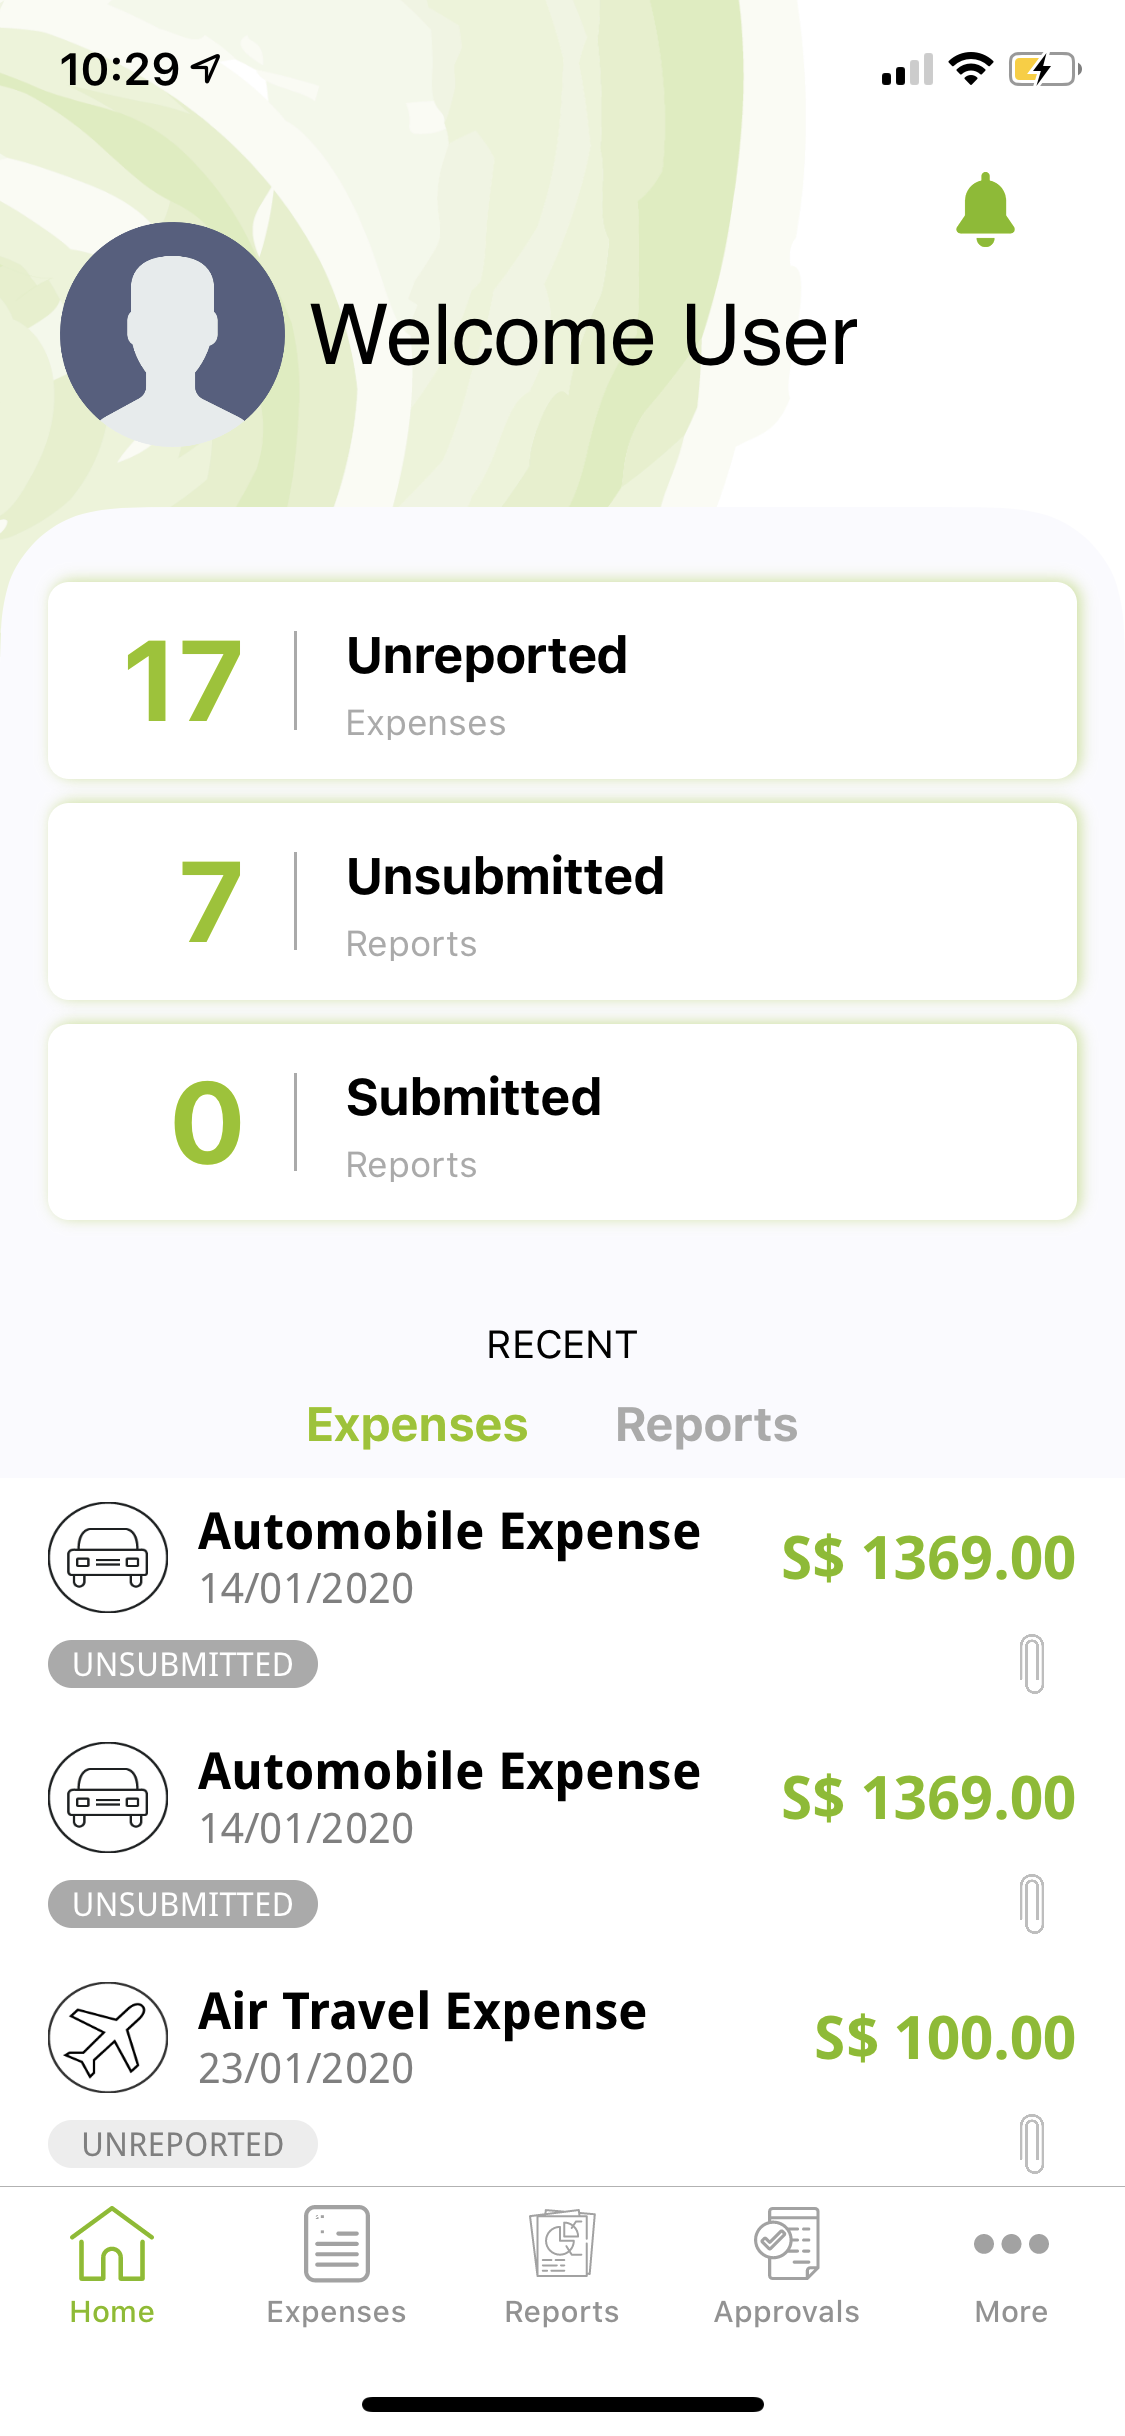 10:29
Welcome User
17
Unreported
Expenses
7
Unsubmitted
Reports
0
Submitted
Reports
RECENT
Expenses Reports
Automobile Expense
S$ 1369.00
14/01/2020
UNSUBMITTED
Automobile Expense
S$ 1369.00
14/01/2020
UNSUBMITTED
Air Travel Expense
S$ 100.00
23/01/2020
UNREPORTED
Home Expenses Reports Approvals More